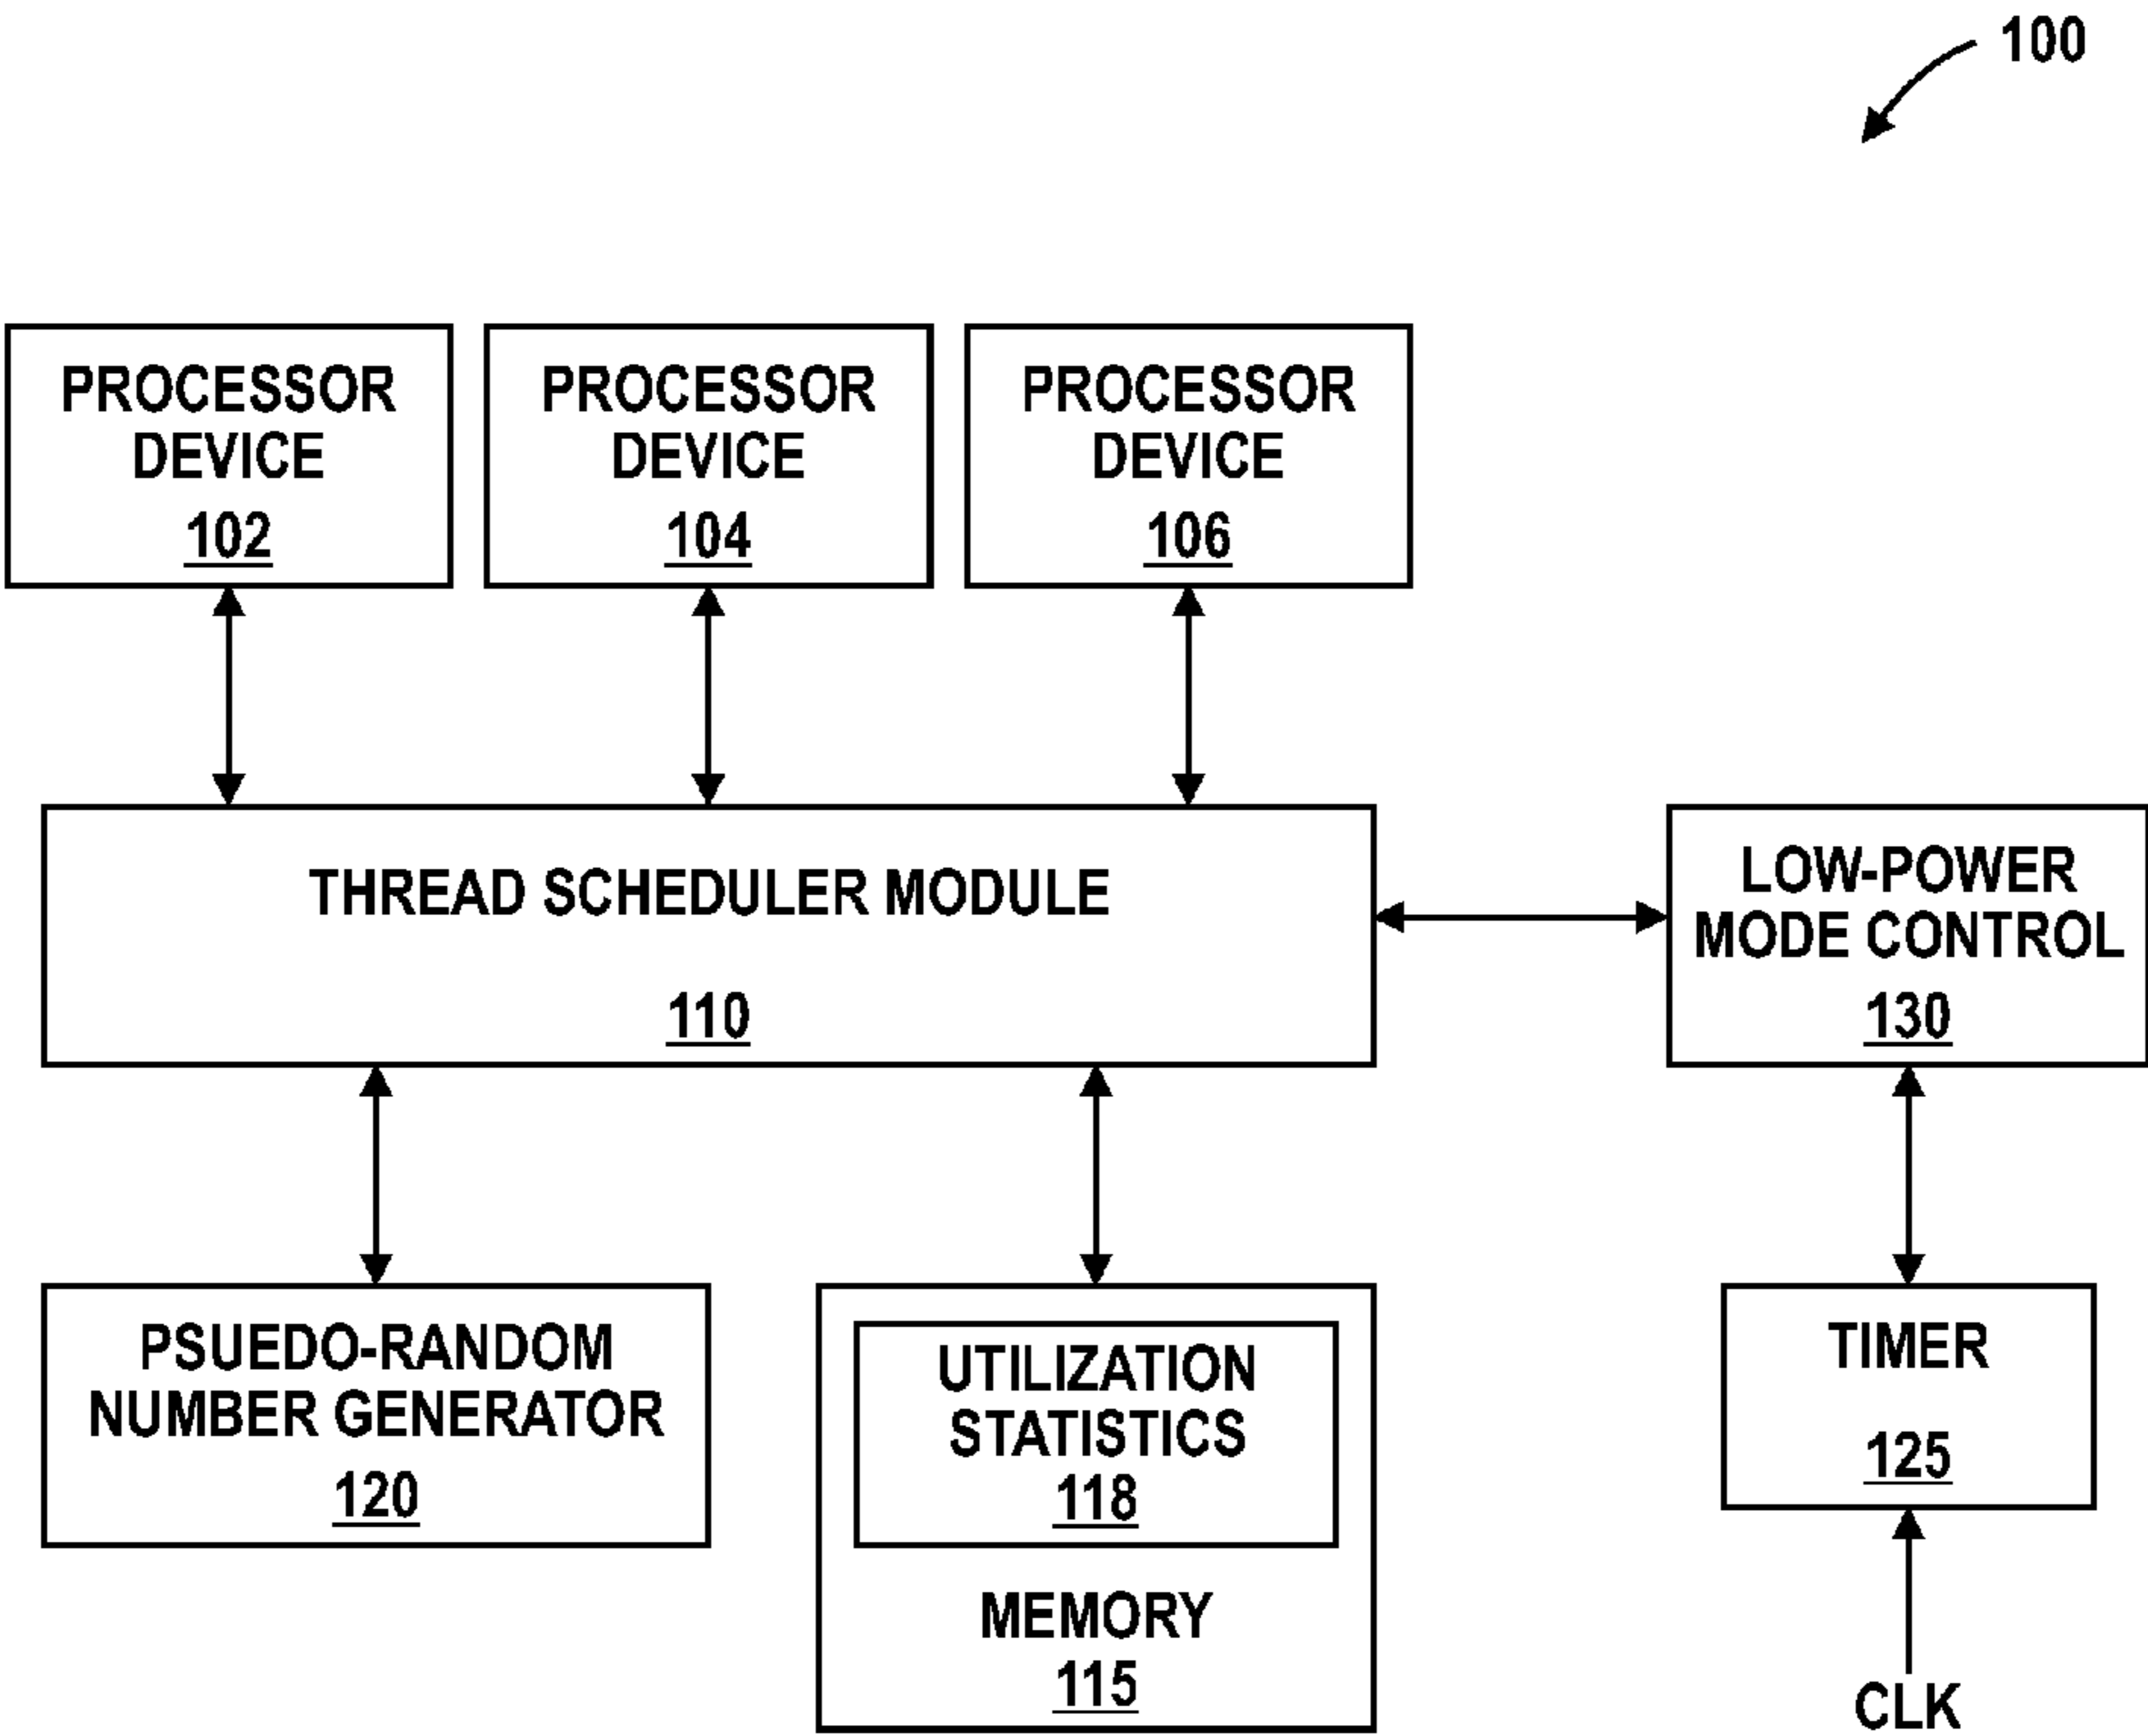 100
PROCESSOR
DEVICE
102
PROCESSOR
DEVICE
104
PROCESSOR
DEVICE
106
THREAD SCHEDULER MODULE
110
LOW-POWER
MODE CONTROL
130
PSUEDO-RANDOM
NUMBER GENERATOR
120
UTILIZATION
STATISTICS
118
MEMORY
115
TIMER
125
CLK